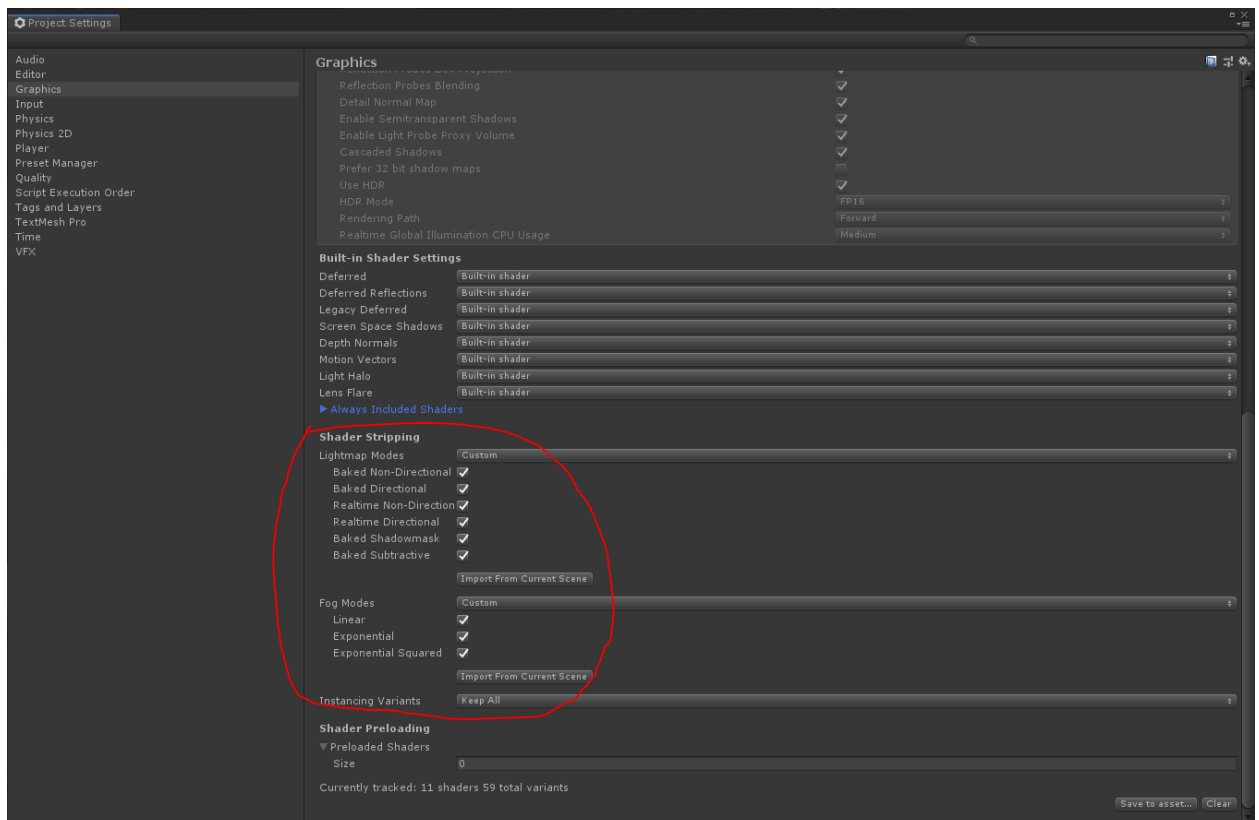 Project Settings
Audio
Editor
Graphics
Input
Physics
Physics 2D
Player
Preset Manager
Quality
Script Execution Order
Tags and Layers
TextMesh Pro
Time
VFX
Graphics
Reflection Probes Box Projection
Reflection Probes Blending
Detail Normal Map
Enable Semitransparent Shadows
Enable Light Probe Proxy Volume
Cascaded Shadows
Prefer 32 bit shadow maps
Use HDR
HDR Mode FP16
Rendering Path Forward
Realtime Global Illumination CPU Usage Medium
Built-in Shader Settings
Deferred Built-in shader
Deferred Reflections Built-in shader
Legacy Deferred Built-in shader
Screen Space Shadows Built-in shader
Depth Normals Built-in shader
Motion Vectors Built-in shader
Light Halo Built-in shader
Lens Flare Built-in shader
Always Included Shaders
Shader Stripping
Lightmap Modes Custom
Baked Non-Directional
Baked Directional
Realtime Non-Direction
Realtime Directional
Baked Shadowmask
Baked Subtractive
Import From Current Scene
Fog Modes Custom
Linear
Exponential
Exponential Squared
Import From Current Scene
Instancing Variants Keep All
Shader Preloading
Preloaded Shaders
Size 0
Currently tracked: 11 shaders 59 total variants
Save to asset... Clear